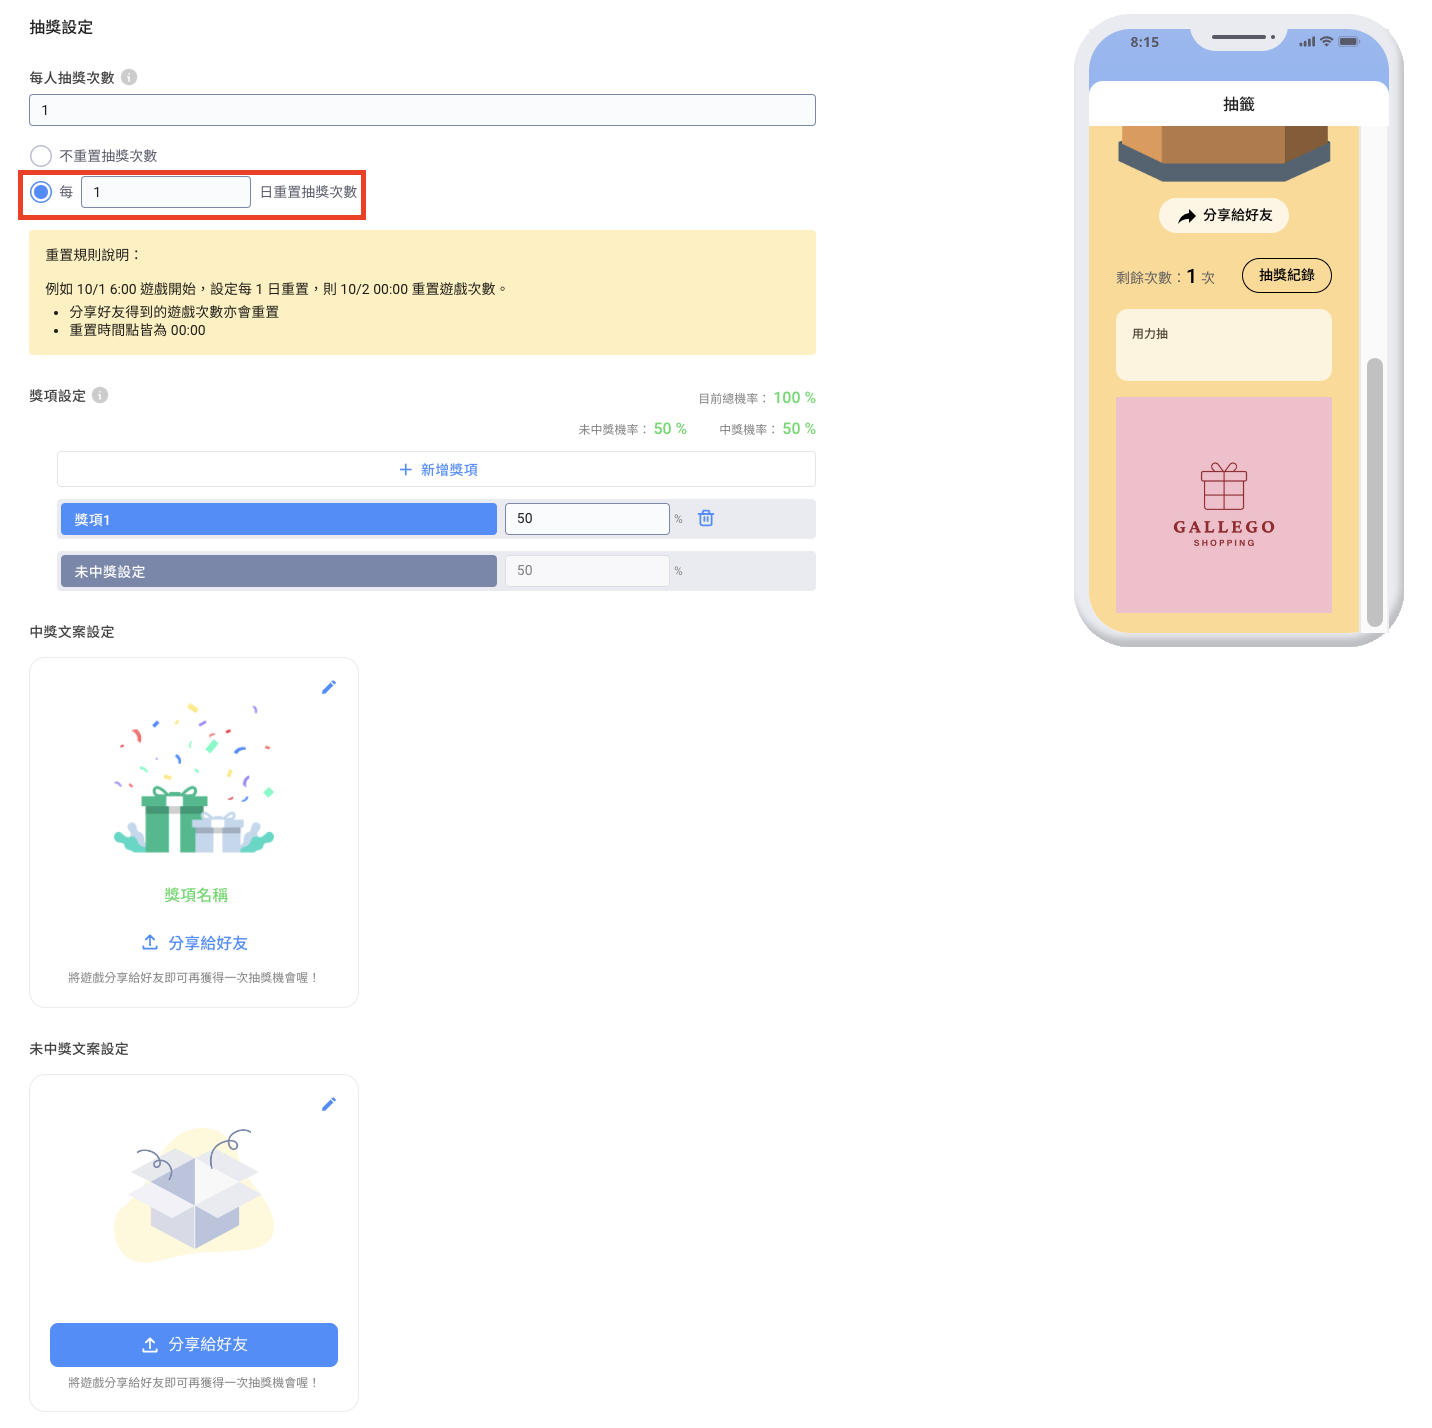 抽獎設定
每人抽獎次數
1
不重置抽獎次數
每 1 日重置抽獎次數
重置規則說明：
例如 10/1 6:00 遊戲開始，設定每 1 日重置，則 10/2 00:00 重置遊戲次數。
• 分享好友得到的遊戲次數亦會重置
• 重置時間點皆為 00:00
獎項設定
目前總機率： 100 %
未中獎機率： 50 % 中獎機率： 50 %
+ 新增獎項
獎項1 50 %
未中獎設定 50 %
中獎文案設定
獎項名稱
分享給好友
將遊戲分享給好友即可再獲得一次抽獎機會喔！
未中獎文案設定
分享給好友
將遊戲分享給好友即可再獲得一次抽獎機會喔！
8:15
抽籤
分享給好友
剩餘次數：1 次 抽獎紀錄
用力抽
GALLEGO
SHOPPING